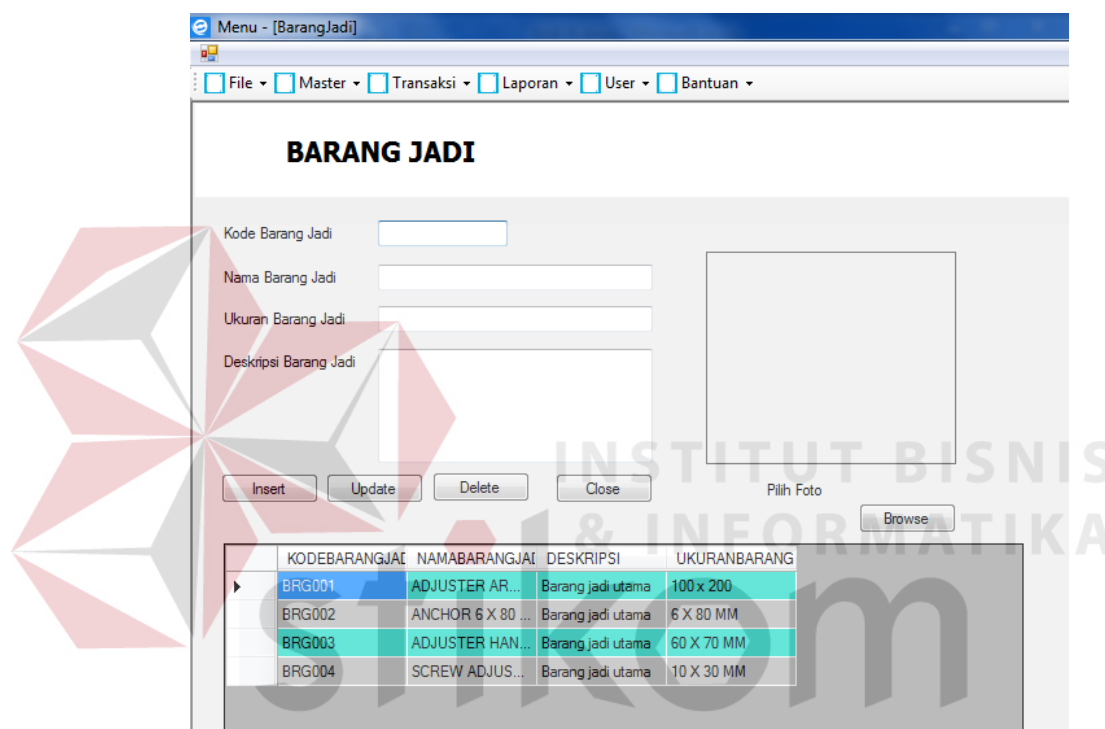 Menu - [BarangJadi]
File Master Transaksi Laporan User Bantuan
BARANG JADI
Kode Barang Jadi
Nama Barang Jadi
Ukuran Barang Jadi
Deskripsi Barang Jadi
INSTITUT BISNIS
Insert Update Delete Close Pilih Foto
& INFORMATIKA
Browse
KODEBARANGJAD NAMABARANGJAD DESKRIPSI UKURANBARANG
BRG001 ADJUSTER AR... Barang jadi utama 100 x 200
BRG002 ANCHOR 6 X 80 ... Barang jadi utama 6 X 80 MM
BRG003 ADJUSTER HAN... Barang jadi utama 60 X 70 MM
BRG004 SCREW ADJUS... Barang jadi utama 10 X 30 MM
stikom